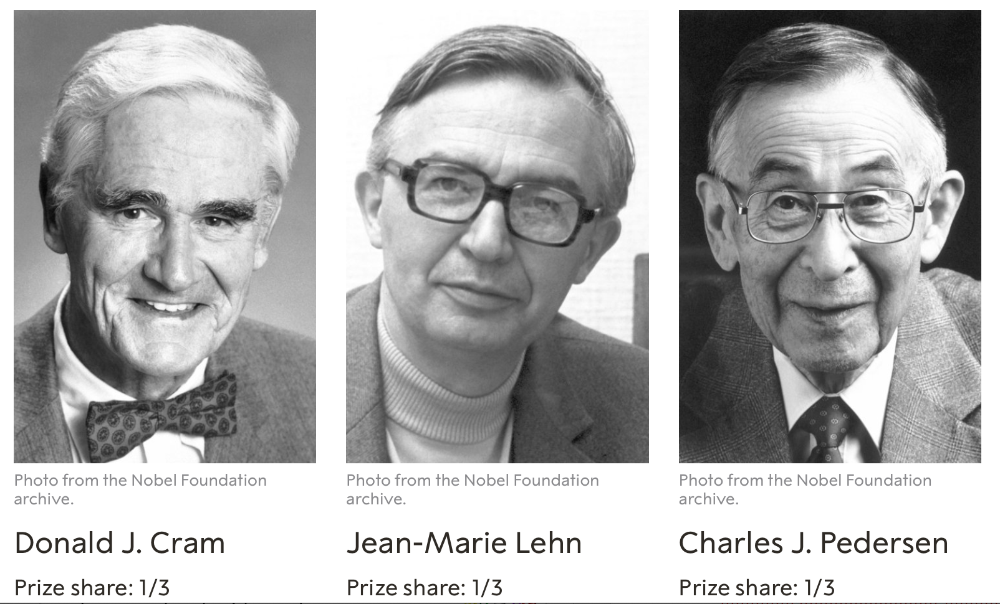 Photo from the Nobel Foundation
archive.
Donald J. Cram
Prize share: 1/3
Photo from the Nobel Foundation
archive.
Jean-Marie Lehn
Prize share: 1/3
Photo from the Nobel Foundation
archive.
Charles J. Pedersen
Prize share: 1/3